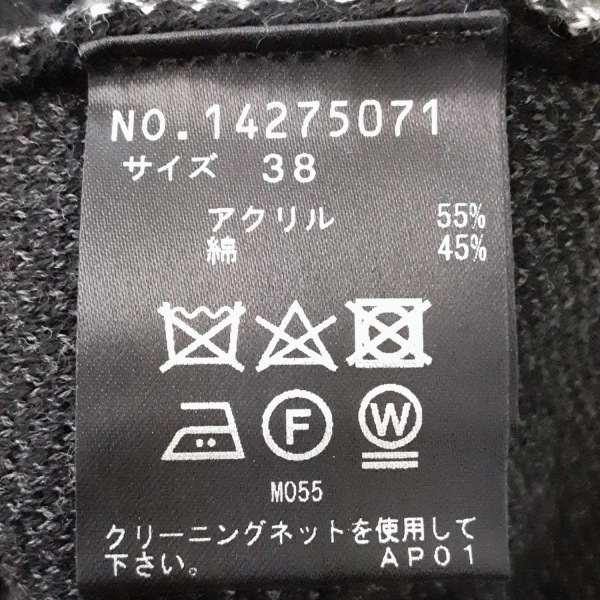 NO.14275071
サイズ 38
アクリル 55%
綿 45%
F W
M055
クリーニングネットを使用して
下さい。 AP01